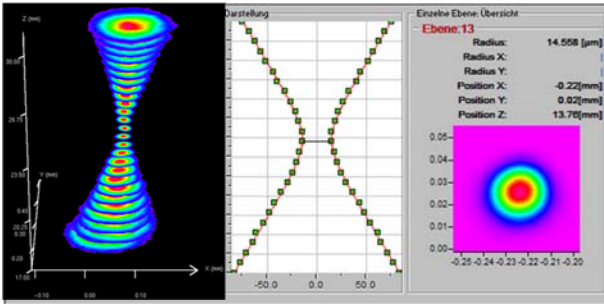 Z [mm]
30.00
26.75
23.50
20.25
17.00
Y [mm]
0.40
0.30
0.20
X [mm]
-0.10
0.00
0.10
Darstellung
-50.0
0.0
50.0
Einzelne Ebene: Übersicht
Ebene:13
Radius: 14.558 [µm]
Radius X:
Radius Y:
Position X: -0.22[mm]
Position Y: 0.02[mm]
Position Z: 13.76[mm]
0.05
0.04
0.03
0.02
0.01
0.00
-0.25 -0.24 -0.23 -0.22 -0.21 -0.20